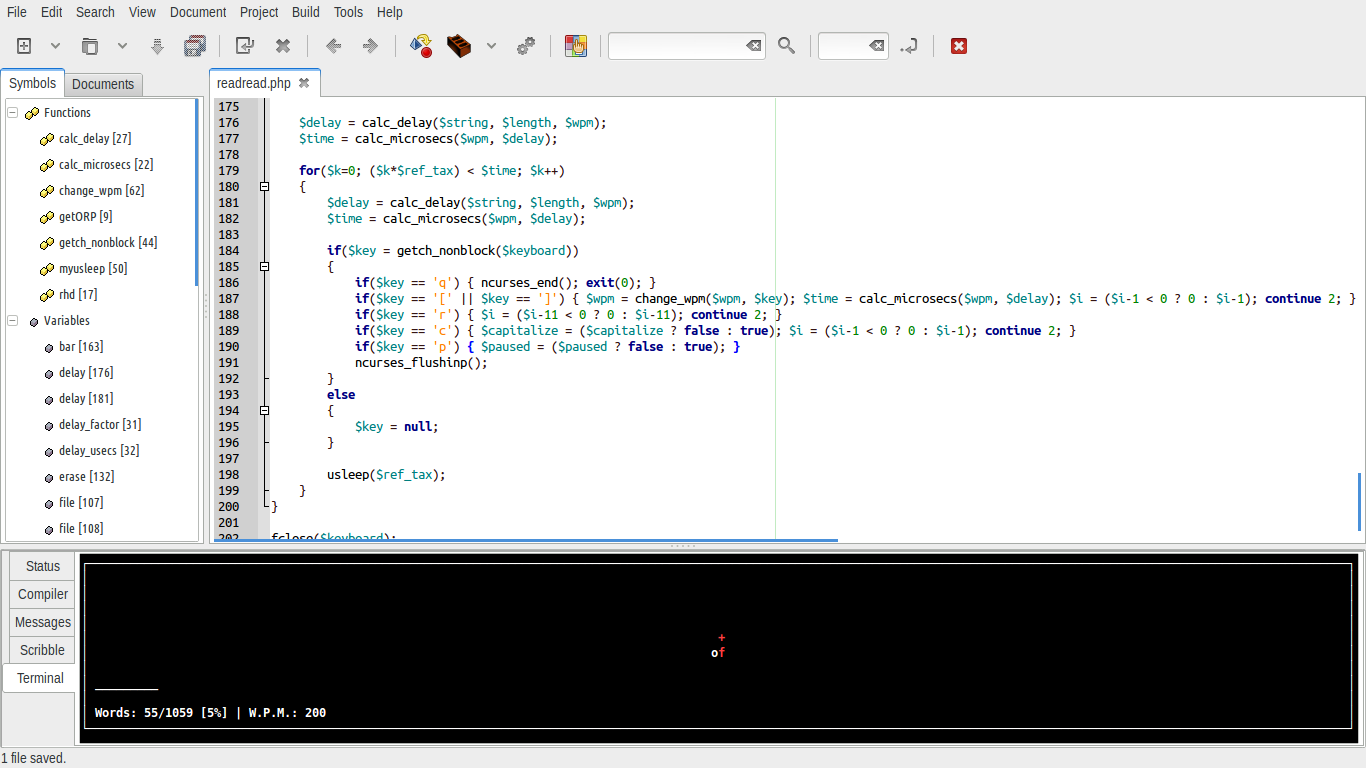 File Edit Search View Document Project Build Tools Help
Symbols Documents
readread.php
Functions
calc_delay [27]
calc_microsecs [22]
change_wpm [62]
getORP [9]
getch_nonblock [44]
myusleep [50]
rhd [17]
Variables
bar [163]
delay [176]
delay [181]
delay_factor [31]
delay_usecs [32]
erase [132]
file [107]
file [108]
175
176     $delay = calc_delay($string, $length, $wpm);
177     $time = calc_microsecs($wpm, $delay);
178
179     for($k=0; ($k*$ref_tax) < $time; $k++)
180     {
181         $delay = calc_delay($string, $length, $wpm);
182         $time = calc_microsecs($wpm, $delay);
183
184         if($key = getch_nonblock($keyboard))
185         {
186             if($key == 'q') { ncurses_end(); exit(0); }
187             if($key == '[' || $key == ']') { $wpm = change_wpm($wpm, $key); $time = calc_microsecs($wpm, $delay); $i = ($i-1 < 0 ? 0 : $i-1); continue 2; }
188             if($key == 'r') { $i = ($i-11 < 0 ? 0 : $i-11); continue 2; }
189             if($key == 'c') { $capitalize = ($capitalize ? false : true); $i = ($i-1 < 0 ? 0 : $i-1); continue 2; }
190             if($key == 'p') { $paused = ($paused ? false : true); }
191             ncurses_flushinp();
192         }
193         else
194         {
195             $key = null;
196         }
197
198         usleep($ref_tax);
199     }
200 }
201
202 fclose($keyboard);
Status
Compiler
Messages
Scribble
Terminal
+
of
Words: 55/1059 [5%] | W.P.M.: 200
1 file saved.